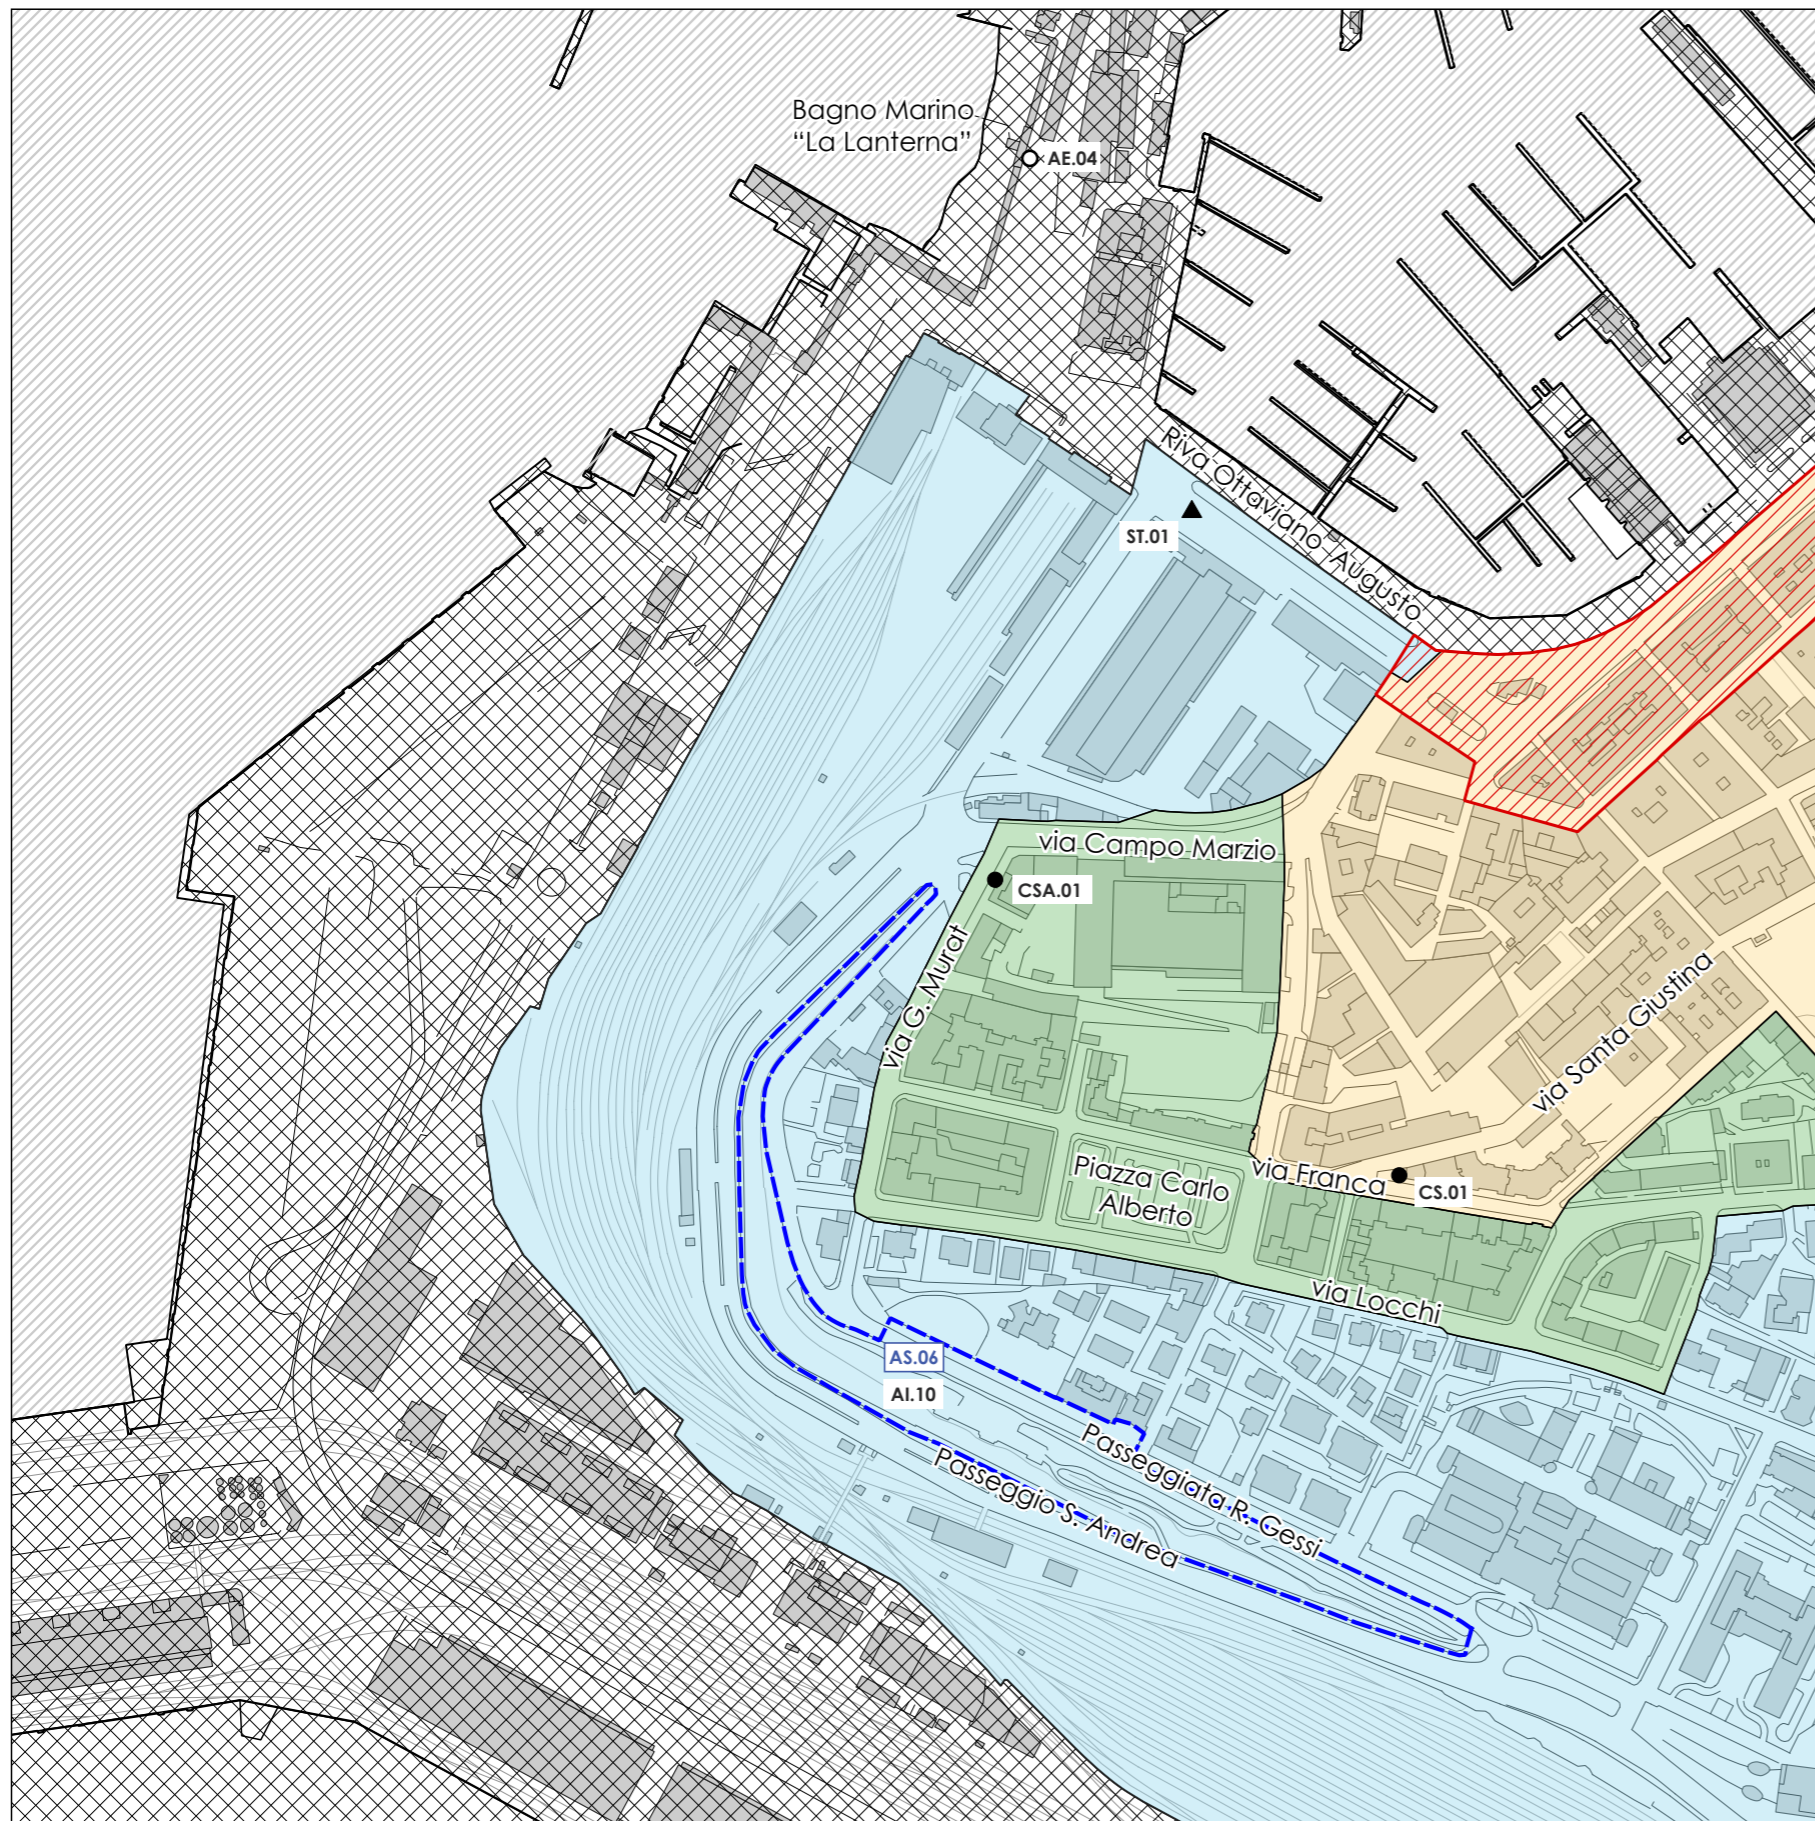 Bagno Marino
“La Lanterna”
AE.04
Riva Ottaviano Augusto
ST.01
via Campo Marzio
CSA.01
via G. Murat
via Santa Giustina
Piazza Carlo
Alberto
via Franca
CS.01
via Locchi
AS.06
AI.10
Passeggiata R. Gessi
Passeggio S. Andrea